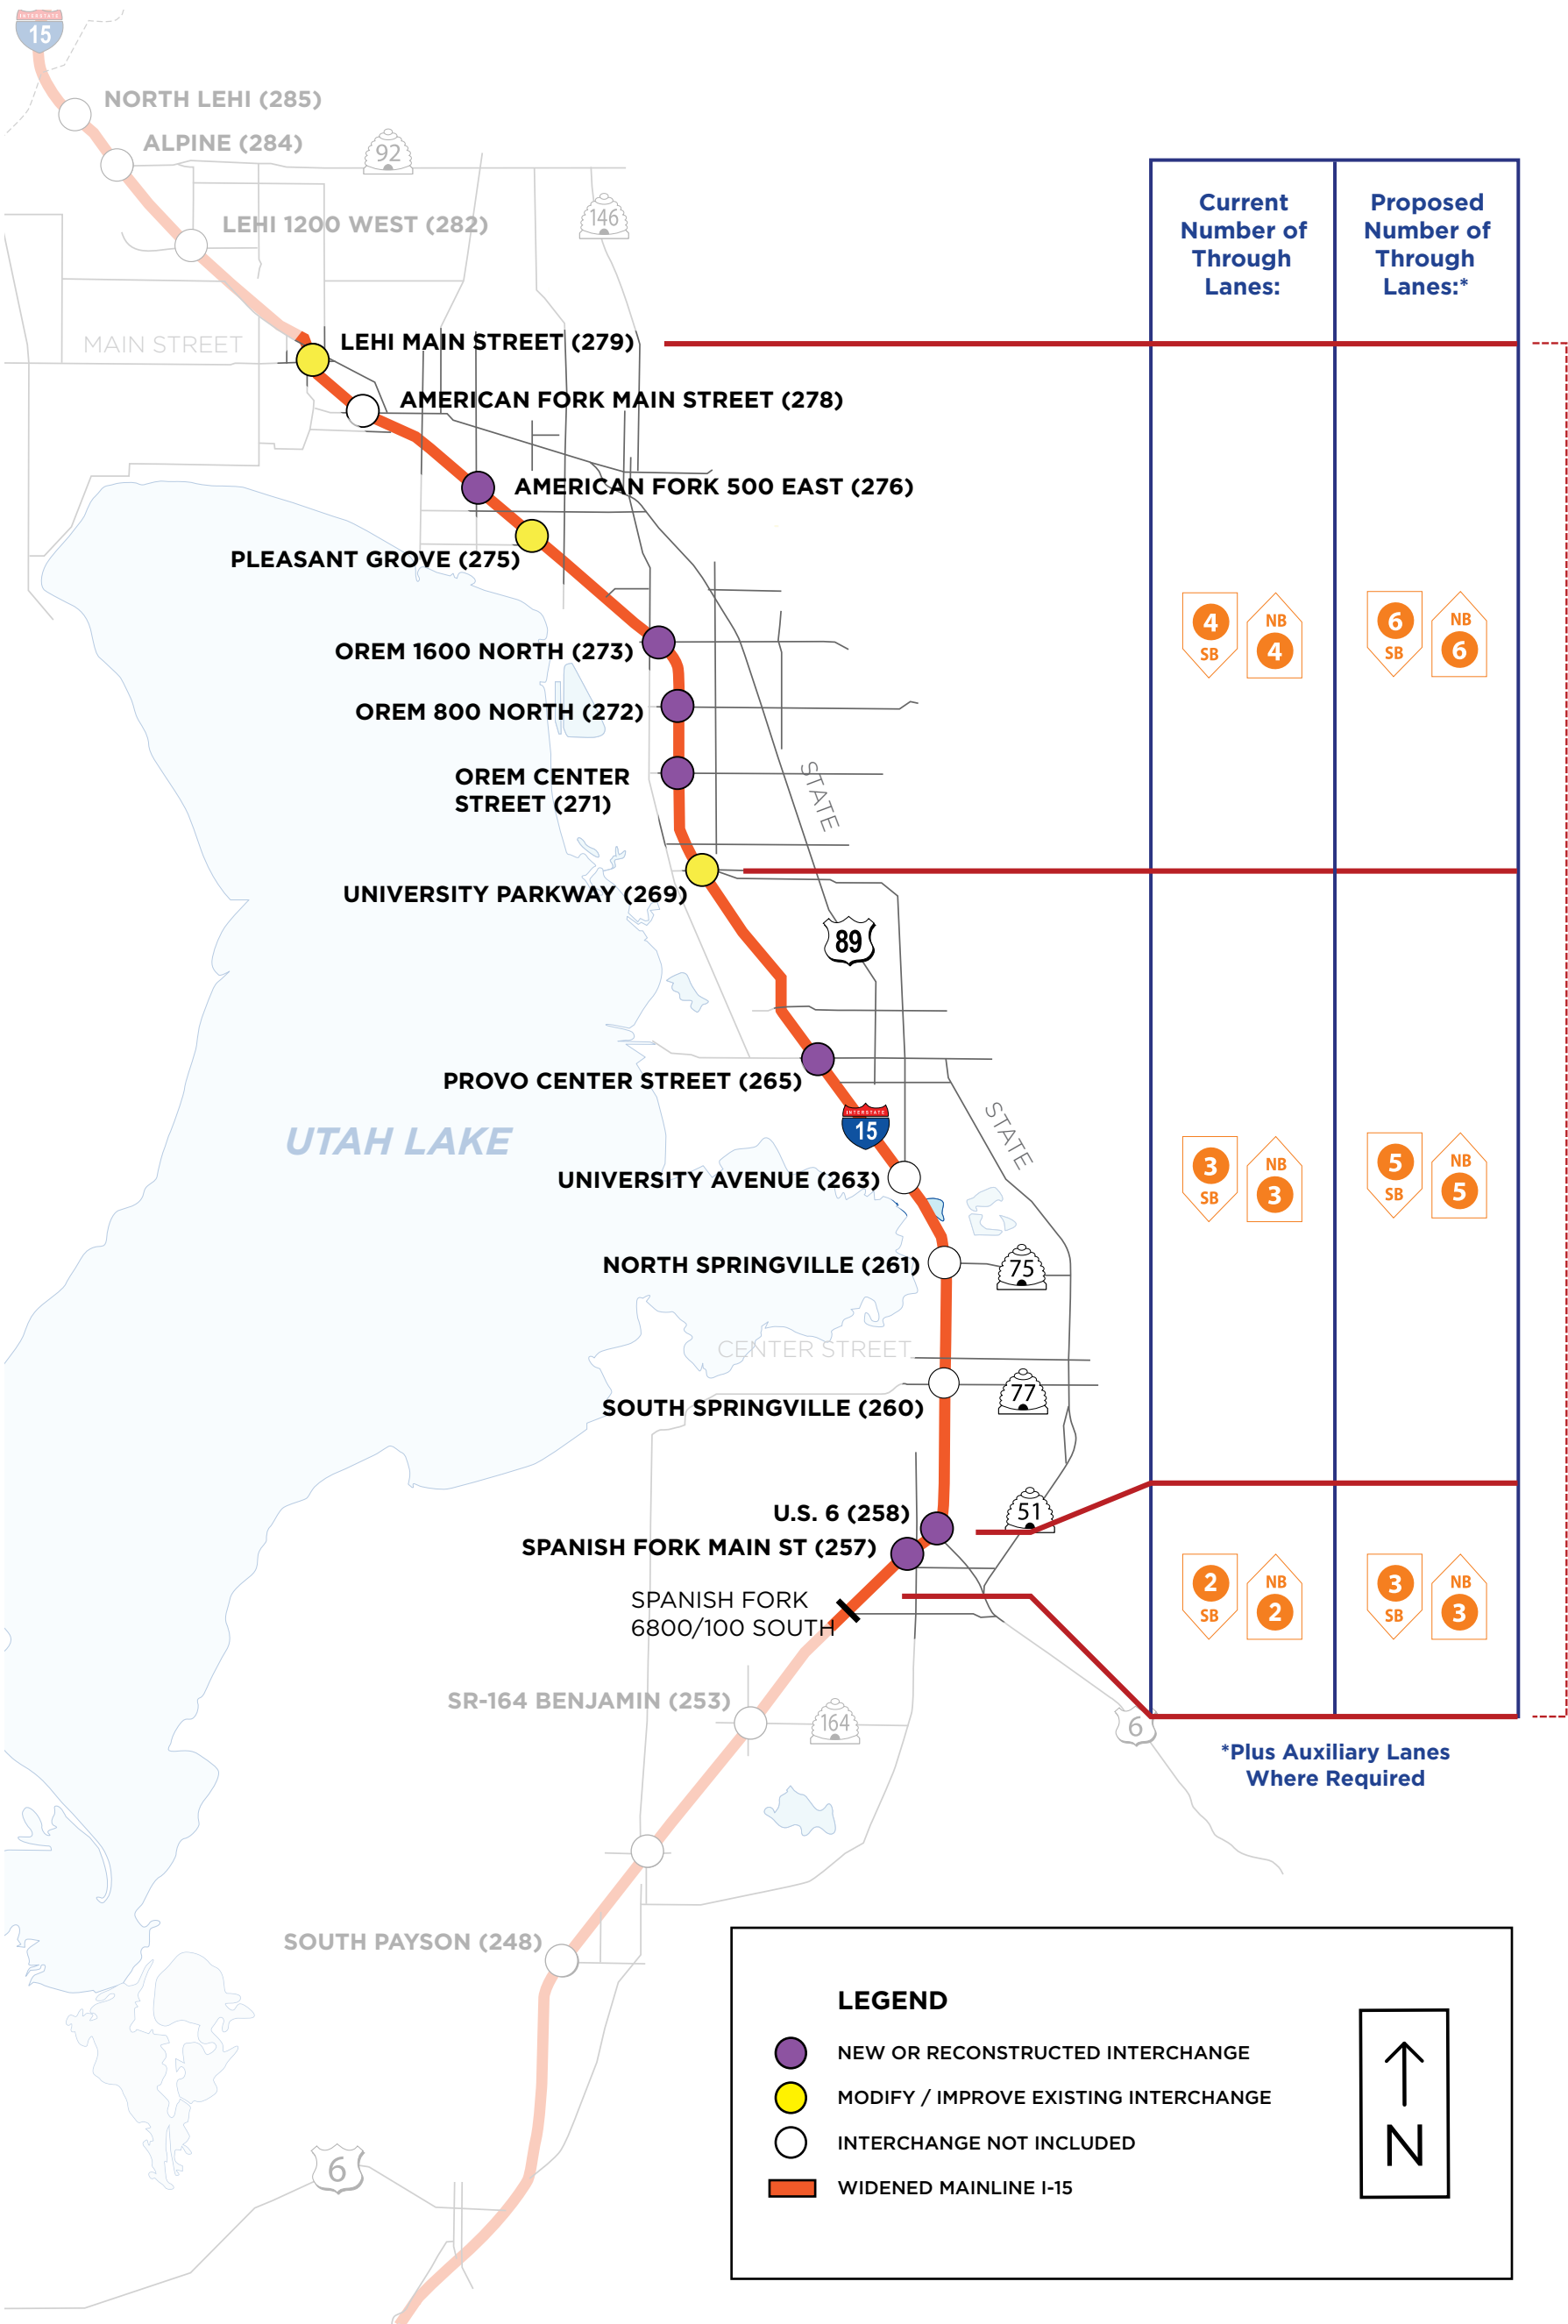 INTERSTATE
15
NORTH LEHI (285)
ALPINE (284)
92
LEHI 1200 WEST (282)
146
Current
Number of
Through
Lanes:
Proposed
Number of
Through
Lanes:*
MAIN STREET
LEHI MAIN STREET (279)
AMERICAN FORK MAIN STREET (278)
AMERICAN FORK 500 EAST (276)
PLEASANT GROVE (275)
4
SB
NB
4
6
SB
NB
6
OREM 1600 NORTH (273)
OREM 800 NORTH (272)
OREM CENTER
STREET (271)
STATE
UNIVERSITY PARKWAY (269)
89
PROVO CENTER STREET (265)
INTERSTATE
15
STATE
UTAH LAKE
UNIVERSITY AVENUE (263)
3
SB
NB
3
5
SB
NB
5
NORTH SPRINGVILLE (261)
75
CENTER STREET
77
SOUTH SPRINGVILLE (260)
U.S. 6 (258)
51
SPANISH FORK MAIN ST (257)
SPANISH FORK
6800/100 SOUTH
2
SB
NB
2
3
SB
NB
3
SR-164 BENJAMIN (253)
164
6
*Plus Auxiliary Lanes
Where Required
SOUTH PAYSON (248)
6
LEGEND
NEW OR RECONSTRUCTED INTERCHANGE
MODIFY / IMPROVE EXISTING INTERCHANGE
INTERCHANGE NOT INCLUDED
WIDENED MAINLINE I-15
N